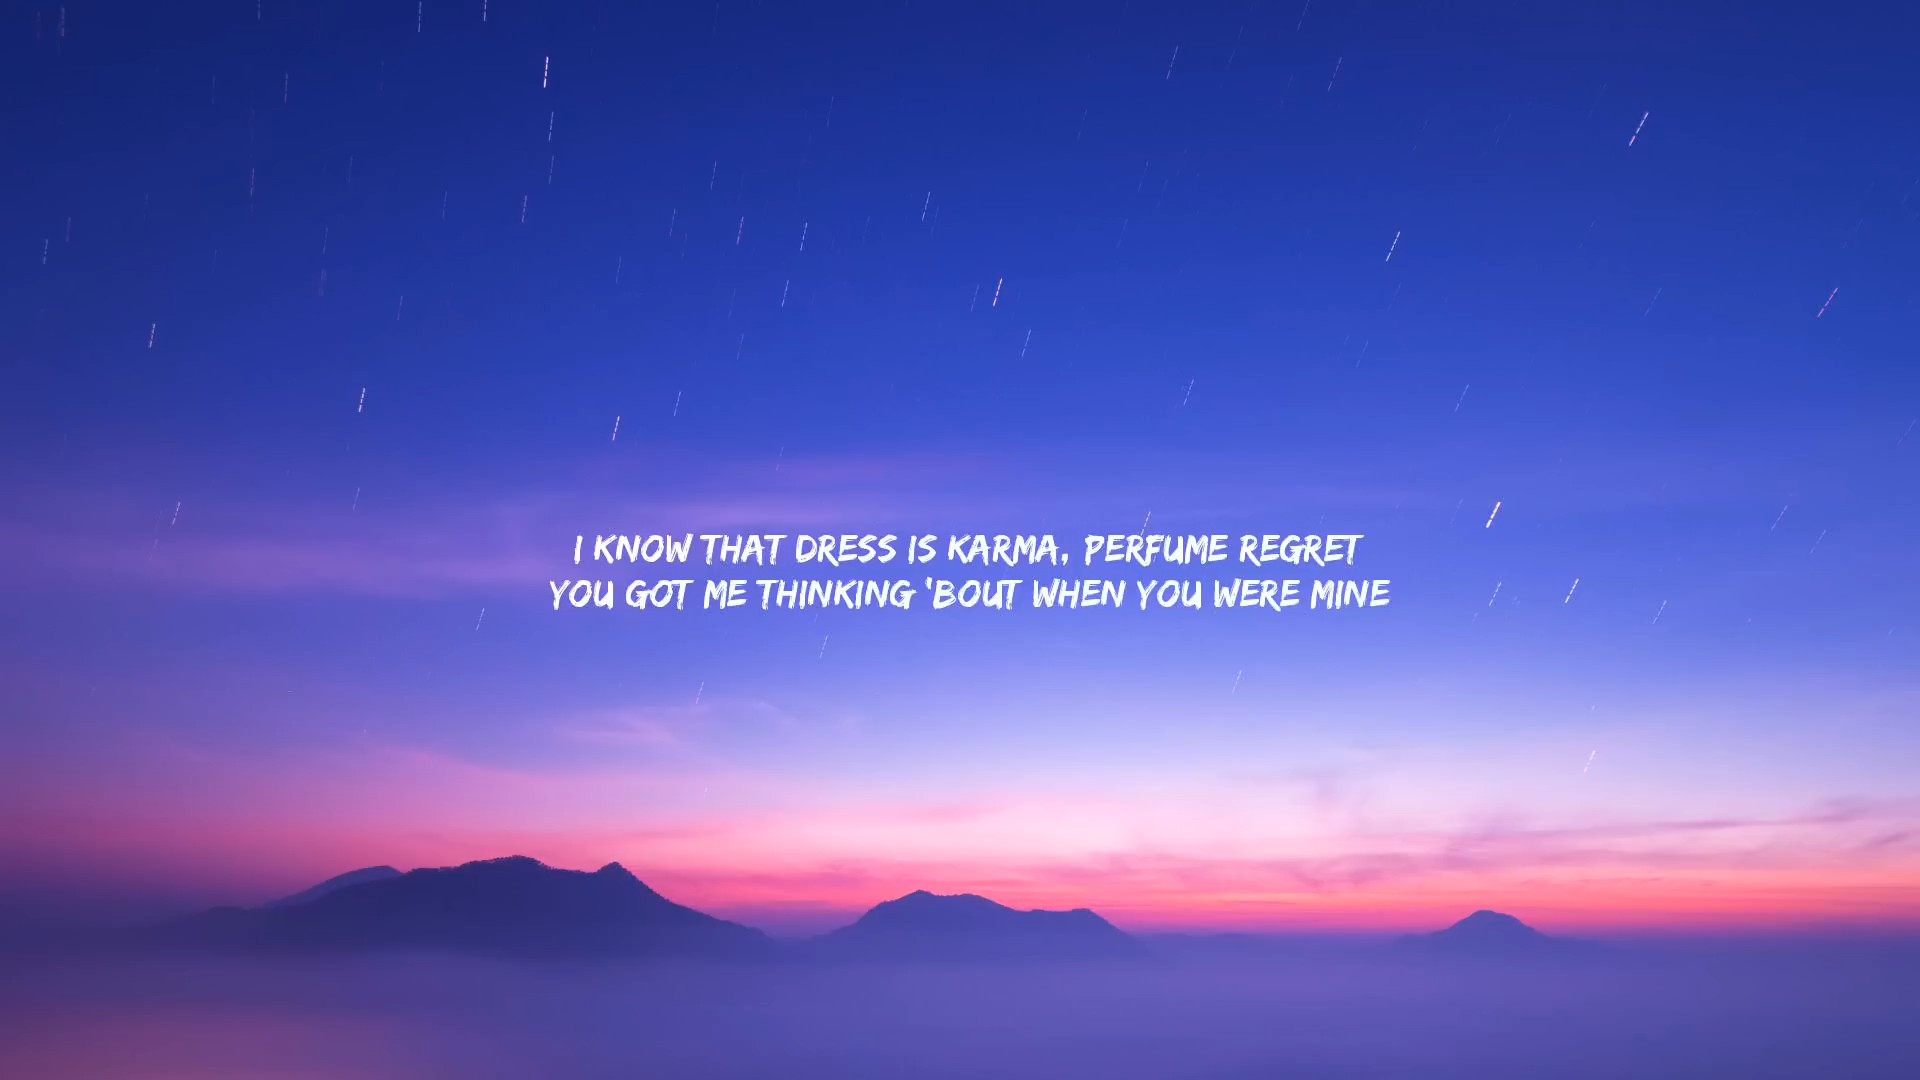 I KNOW THAT DRESS IS KARMA, PERFUME REGRET
YOU GOT ME THINKING 'BOUT WHEN YOU WERE MINE